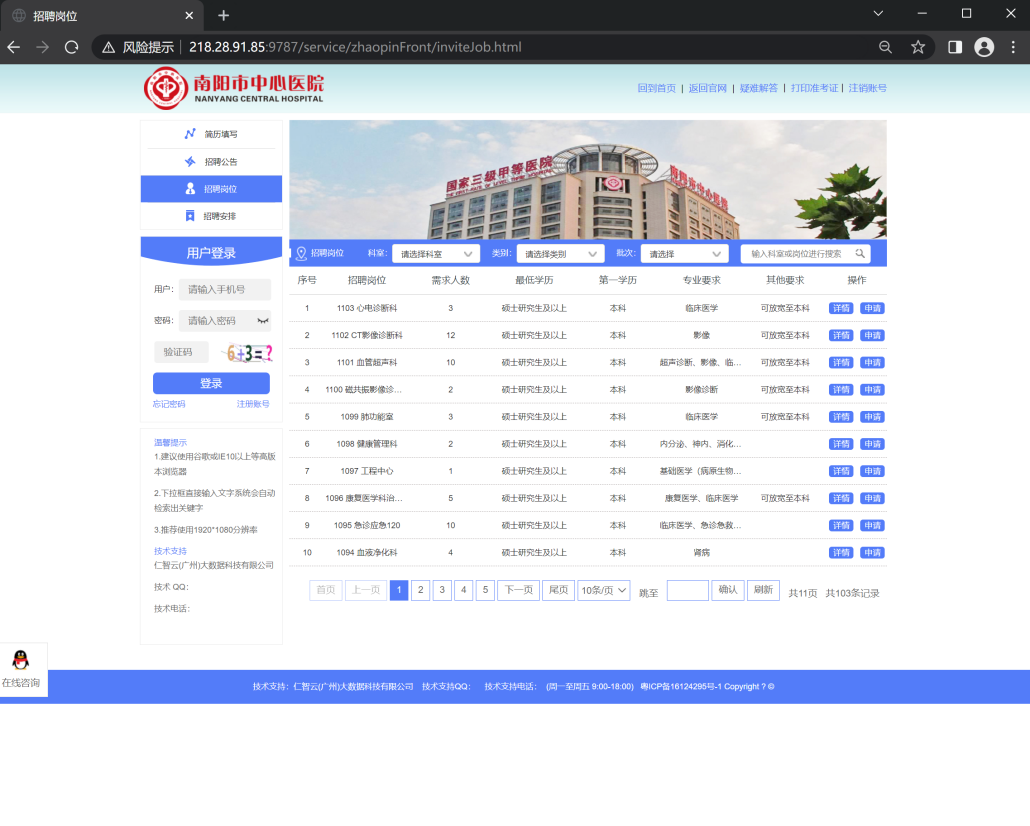 招聘岗位
风险提示 218.28.91.85:9787/service/zhaopinFront/inviteJob.html
南阳市中心医院
NANYANG CENTRAL HOSPITAL
回到首页 | 返回官网 | 疑难解答 | 打印准考证 | 注销账号
简历填写
招聘公告
招聘岗位
招聘安排
用户登录
用户: 请输入手机号
密码: 请输入密码
验证码 6+3=?
登录
忘记密码 注册账号
温馨提示
1.建议使用谷歌或IE10以上等高版
本浏览器
2.下拉框直接输入文字系统会自动
检索出关键字
3.推荐使用1920*1080分辨率
技术支持
仁智云(广州)大数据科技有限公司
技术 QQ:
技术电话:
国家三级甲等医院
南阳市中心医院
招聘岗位 科室: 请选择科室 类别: 请选择类别 批次: 请选择 输入科室或岗位进行搜索
序号 招聘岗位 需求人数 最低学历 第一学历 专业要求 其他要求 操作
1 1103 心电诊断科 3 硕士研究生及以上 本科 临床医学 可放宽至本科 详情 申请
2 1102 CT影像诊断科 12 硕士研究生及以上 本科 影像 可放宽至本科 详情 申请
3 1101 血管超声科 10 硕士研究生及以上 本科 超声诊断、影像、临... 可放宽至本科 详情 申请
4 1100 磁共振影像诊... 2 硕士研究生及以上 本科 影像诊断 可放宽至本科 详情 申请
5 1099 肺功能室 3 硕士研究生及以上 本科 临床医学 可放宽至本科 详情 申请
6 1098 健康管理科 2 硕士研究生及以上 本科 内分泌、神内、消化... 详情 申请
7 1097 工程中心 1 硕士研究生及以上 本科 基础医学（病原生物... 详情 申请
8 1096 康复医学科治... 5 硕士研究生及以上 本科 康复医学、临床医学 可放宽至本科 详情 申请
9 1095 急诊应急120 10 硕士研究生及以上 本科 临床医学、急诊急救... 详情 申请
10 1094 血液净化科 4 硕士研究生及以上 本科 肾病 详情 申请
首页 上一页 1 2 3 4 5 下一页 尾页 10条/页 跳至 确认 刷新 共11页 共103条记录
在线咨询
技术支持：仁智云(广州)大数据科技有限公司 技术支持QQ： 技术支持电话： (周一至周五 9:00-18:00) 粤ICP备16124295号-1 Copyright ? ©